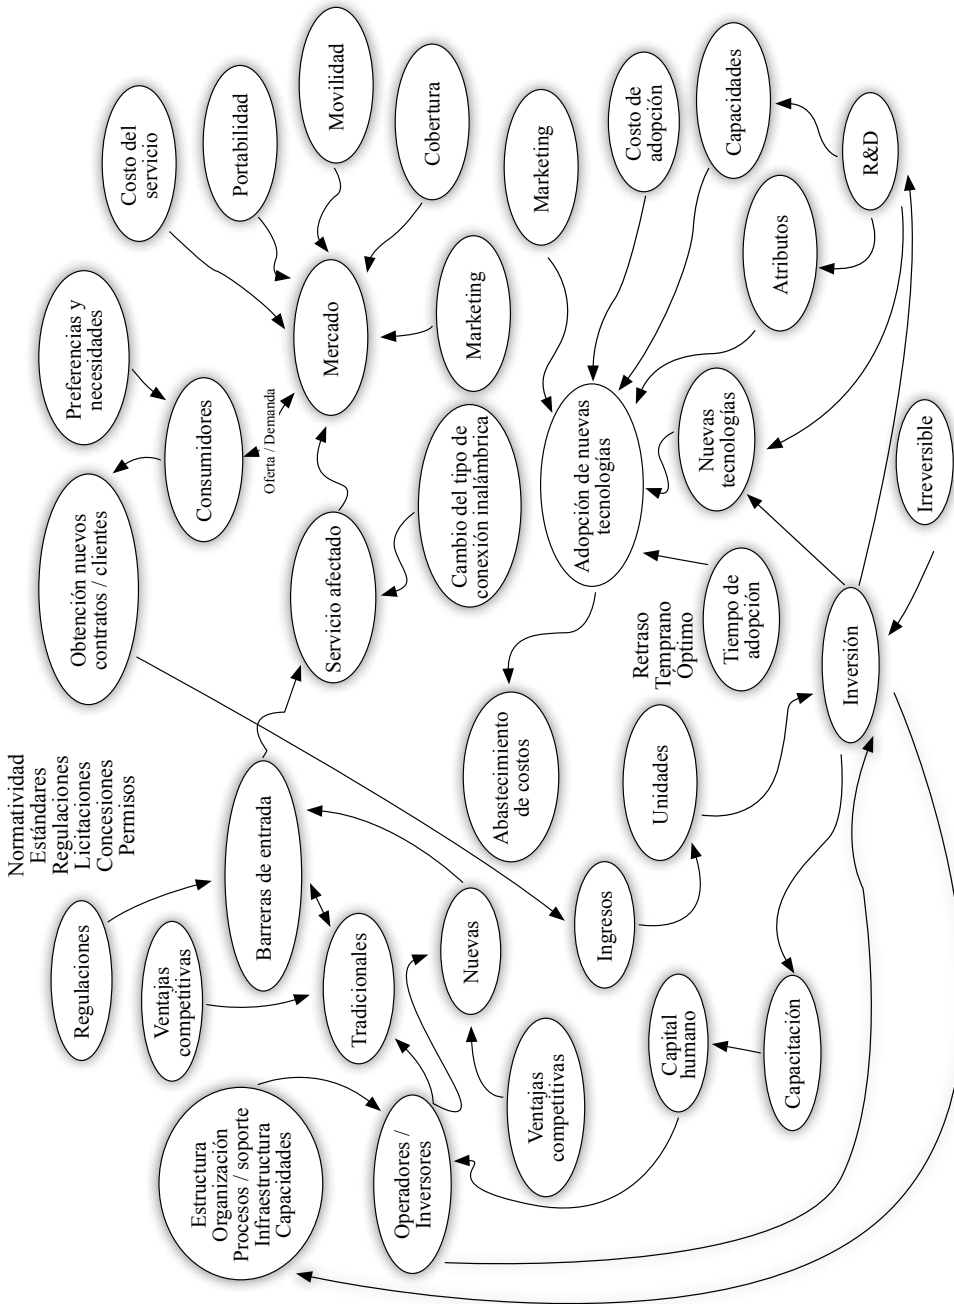 Normatividad
Estándares
Regulaciones
Licitaciones
Concesiones
Permisos
Obtención nuevos
contratos / clientes
Preferencias y
necesidades
Costo del
servicio
Regulaciones
Ventajas
competitivas
Consumidores
Portabilidad
Estructura
Organización
Procesos / soporte
Infraestructura
Capacidades
Barreras de entrada
Oferta / Demanda
Movilidad
Tradicionales
Servicio afectado
Mercado
Cobertura
Operadores /
Inversores
Nuevas
Cambio del tipo de
conexión inalámbrica
Marketing
Ventajas
competitivas
Abastecimiento
de costos
Marketing
Ingresos
Adopción de nuevas
tecnologías
Costo de
adopción
Capital
humano
Unidades
Retraso
Temprano
Óptimo
Tiempo de
adopción
Nuevas
tecnologías
Atributos
Capacidades
Capacitación
Inversión
Irreversible
R&D